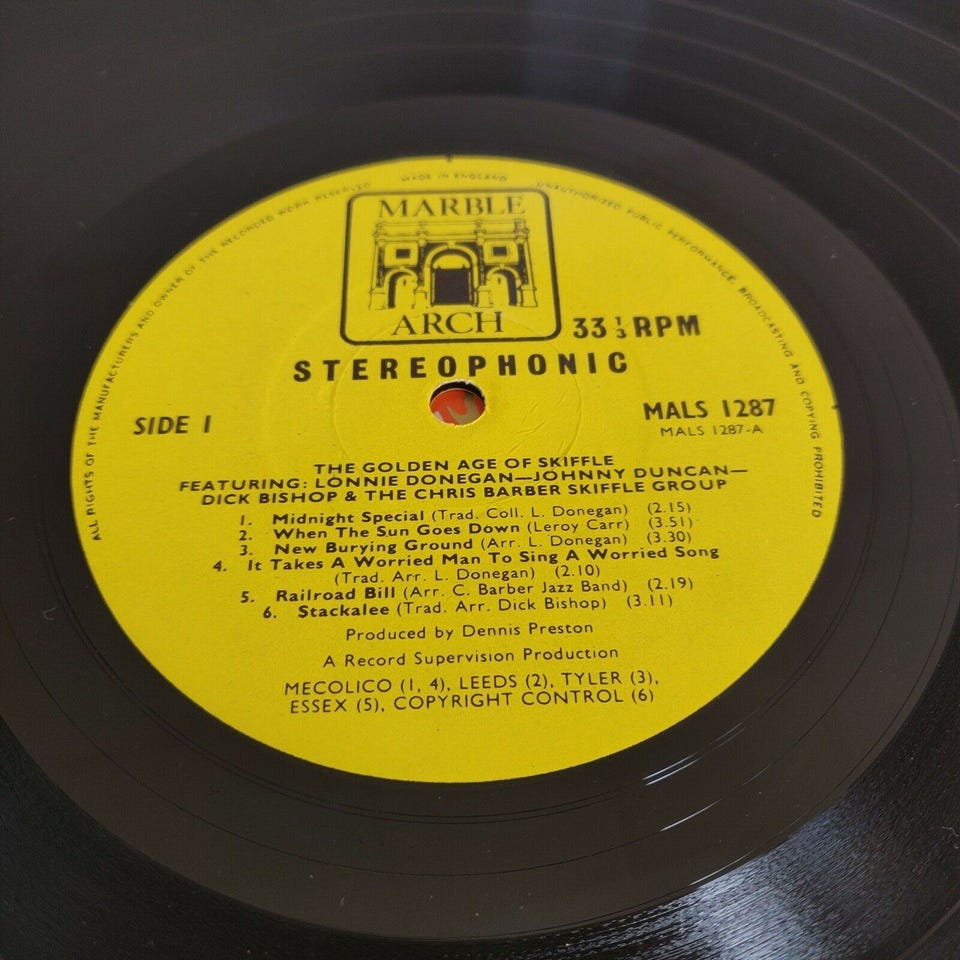 ALL RIGHTS OF THE MANUFACTURERS AND OWNER OF THE RECORDED WORK RESERVED
MADE IN ENGLAND
UNAUTHORIZED PUBLIC PERFORMANCE, BROADCASTING AND COPYING PROHIBITED
MARBLE
ARCH
33 1/3 RPM
STEREOPHONIC
SIDE 1
MALS 1287
MALS 1287-A
THE GOLDEN AGE OF SKIFFLE
FEATURING: LONNIE DONEGAN—JOHNNY DUNCAN—
DICK BISHOP & THE CHRIS BARBER SKIFFLE GROUP
1. Midnight Special (Trad. Coll. L. Donegan) (2.15)
2. When The Sun Goes Down (Leroy Carr) (3.51)
3. New Burying Ground (Arr. L. Donegan) (3.30)
4. It Takes A Worried Man To Sing A Worried Song
(Trad. Arr. L. Donegan) (2.10)
5. Railroad Bill (Arr. C. Barber Jazz Band) (2.19)
6. Stackalee (Trad. Arr. Dick Bishop) (3.11)
Produced by Dennis Preston
A Record Supervision Production
MECOLICO (1, 4), LEEDS (2), TYLER (3),
ESSEX (5), COPYRIGHT CONTROL (6)